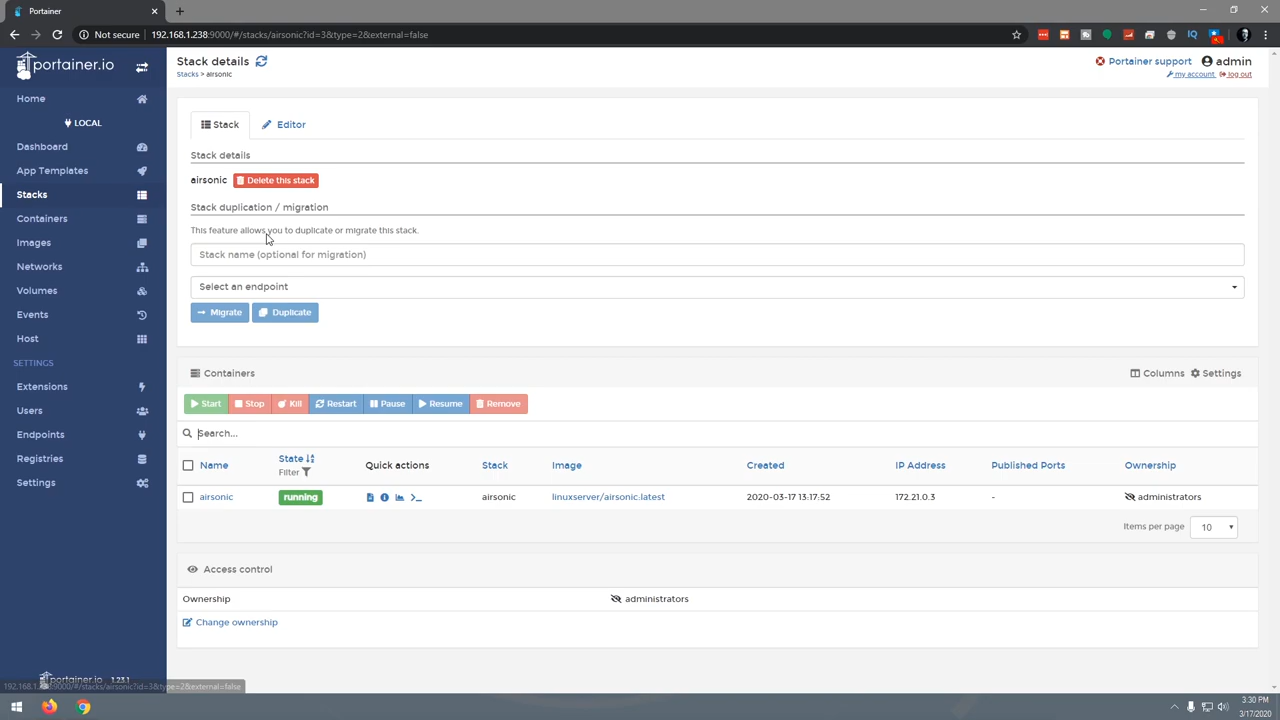 Portainer
Not secure 192.168.1.238:9000/#/stacks/airsonic?id=3&type=2&external=false
portainer.io
Home
LOCAL
Dashboard
App Templates
Stacks
Containers
Images
Networks
Volumes
Events
Host
SETTINGS
Extensions
Users
Endpoints
Registries
Settings
portainer.io 1.23.1
192.168.1.238:9000/#/stacks/airsonic?id=3&type=2&external=false
Stack details
Portainer support admin
Stacks > airsonic
my account log out
Stack Editor
Stack details
airsonic Delete this stack
Stack duplication / migration
This feature allows you to duplicate or migrate this stack.
Stack name (optional for migration)
Select an endpoint
Migrate Duplicate
Containers Columns Settings
Start Stop Kill Restart Pause Resume Remove
Search...
Name State Filter Quick actions Stack Image Created IP Address Published Ports Ownership
airsonic running airsonic linuxserver/airsonic:latest 2020-03-17 13:17:52 172.21.0.3 - administrators
Items per page 10
Access control
Ownership administrators
Change ownership
3:30 PM
3/17/2020